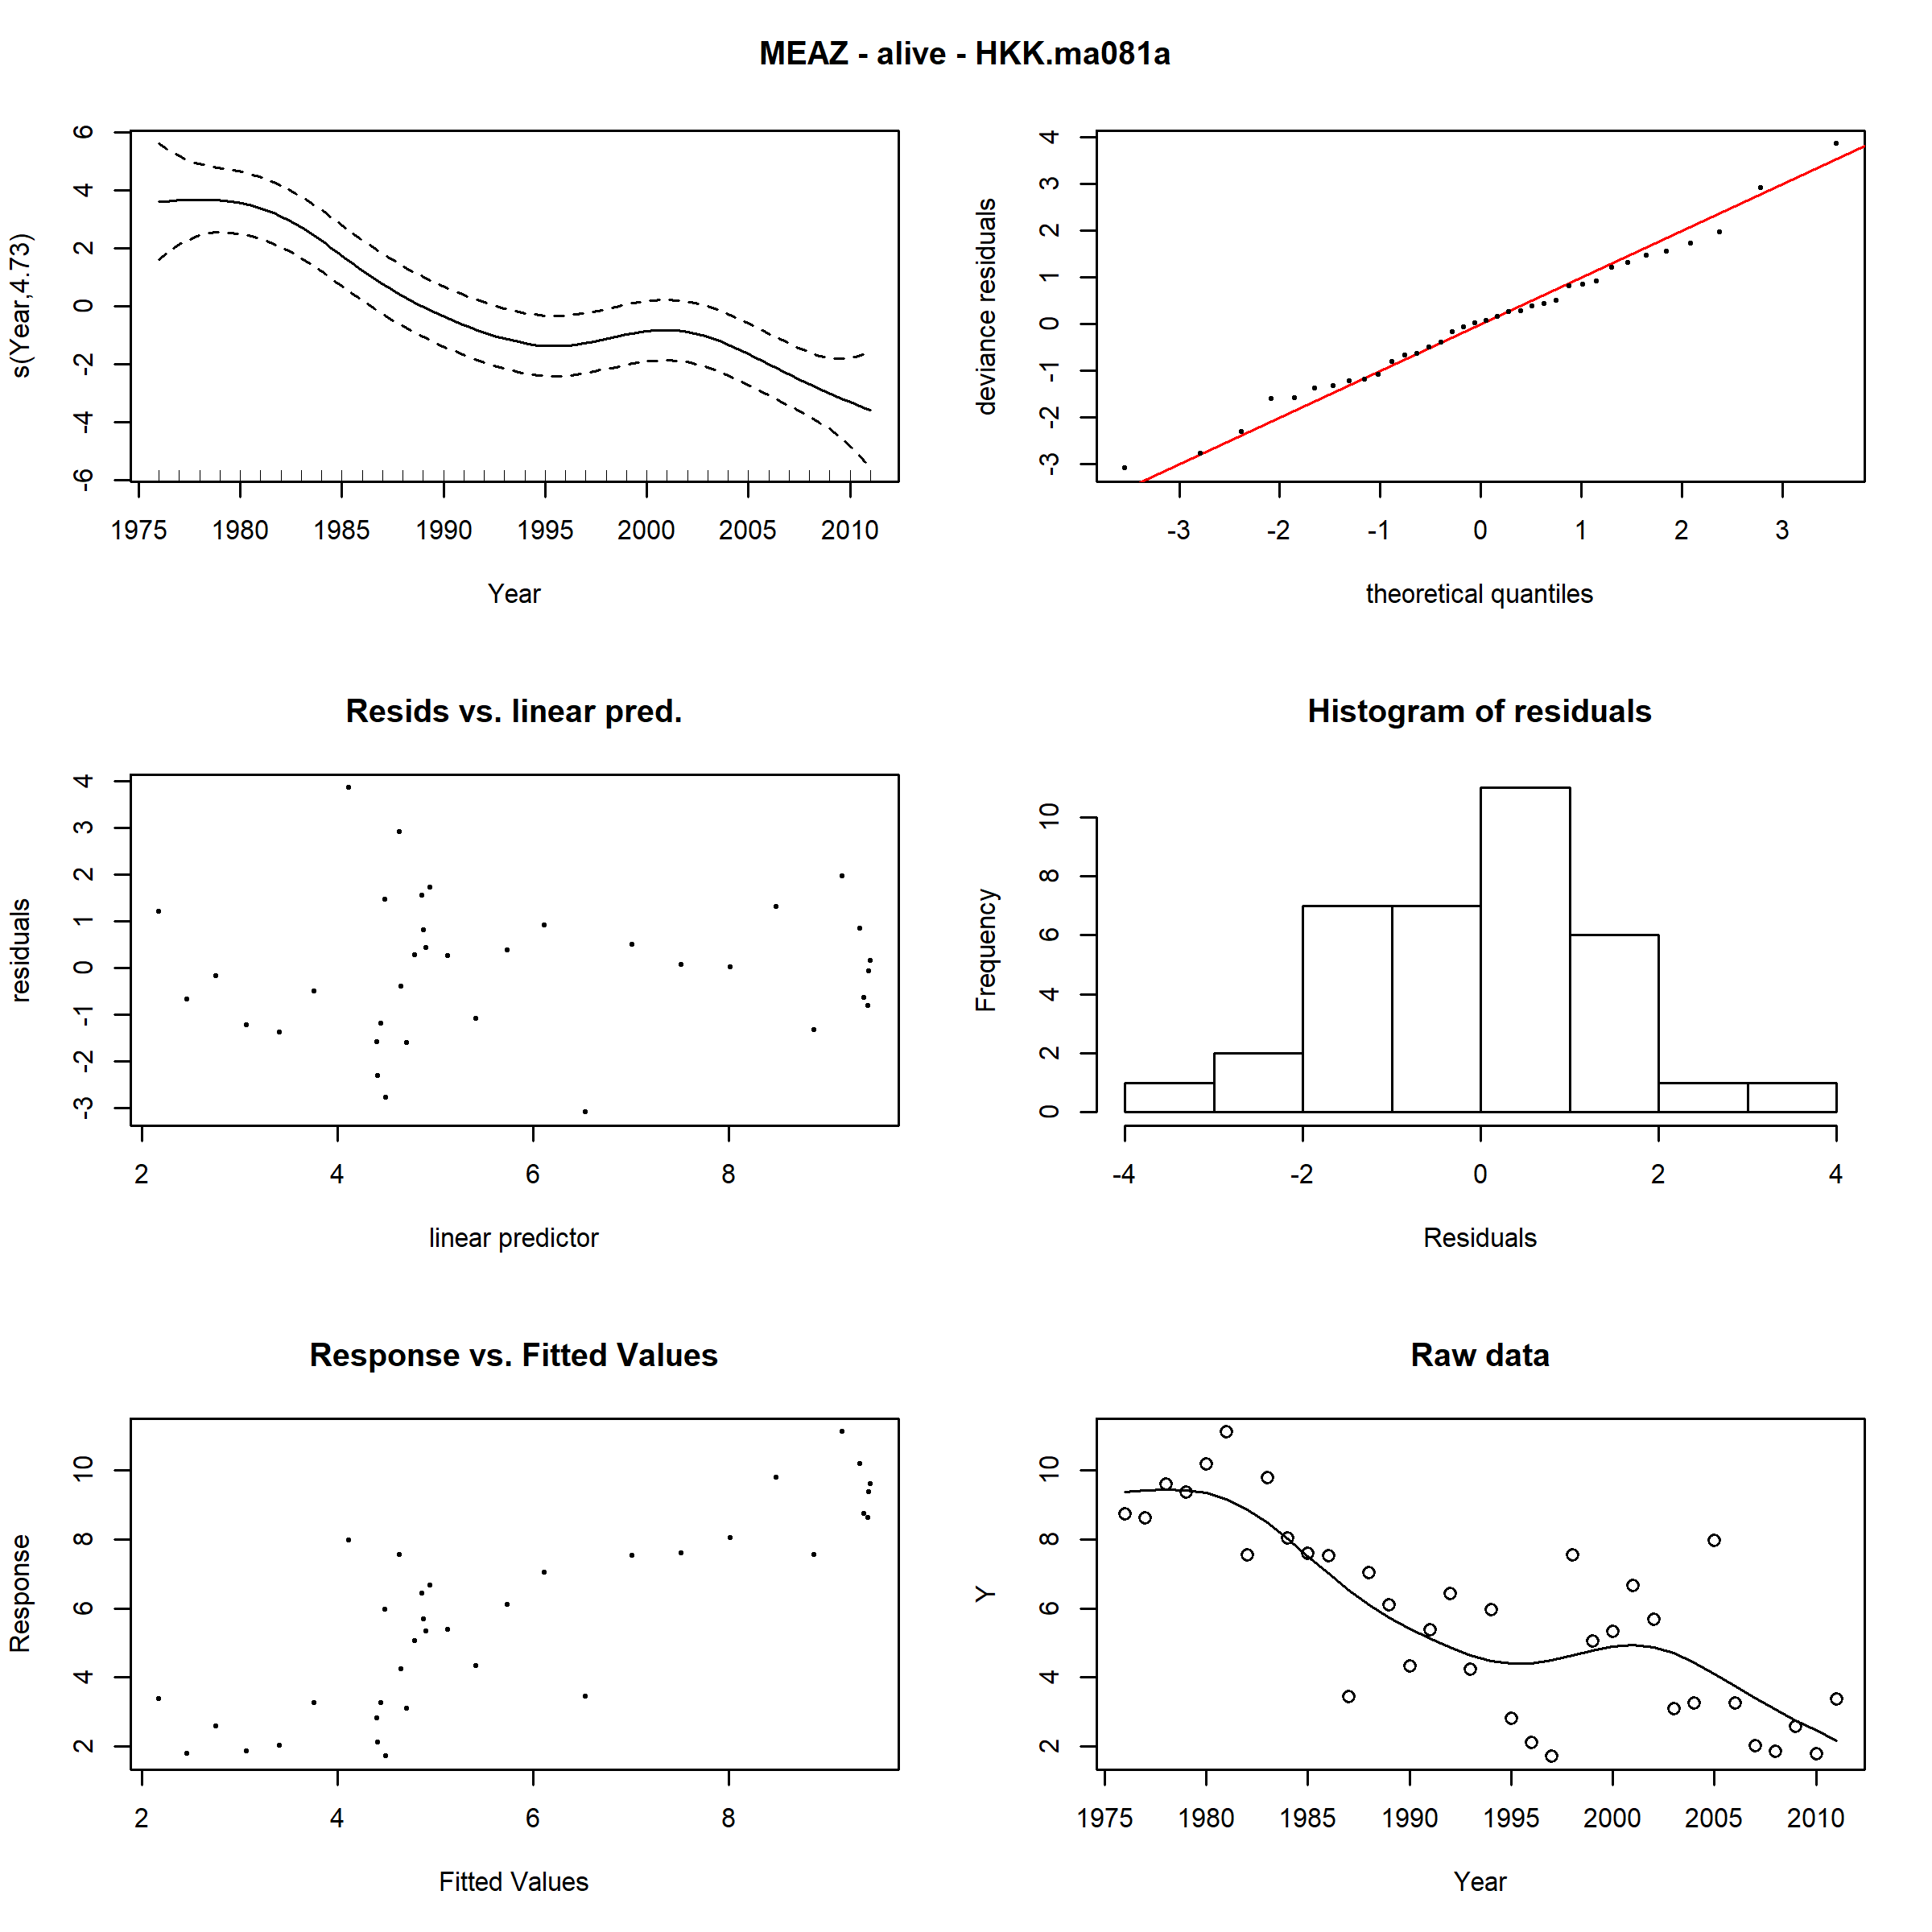 MEAZ - alive - HKK.ma081a
s(Year,4.73)
6
4
2
0
-2
-4
-6
1975 1980 1985 1990 1995 2000 2005 2010
Year
deviance residuals
4
3
2
1
0
-1
-2
-3
-3 -2 -1 0 1 2 3
theoretical quantiles
Resids vs. linear pred.
residuals
4
3
2
1
0
-1
-2
-3
2 4 6 8
linear predictor
Histogram of residuals
Frequency
10
8
6
4
2
0
-4 -2 0 2 4
Residuals
Response vs. Fitted Values
Response
10
8
6
4
2
2 4 6 8
Fitted Values
Raw data
Y
10
8
6
4
2
1975 1980 1985 1990 1995 2000 2005 2010
Year